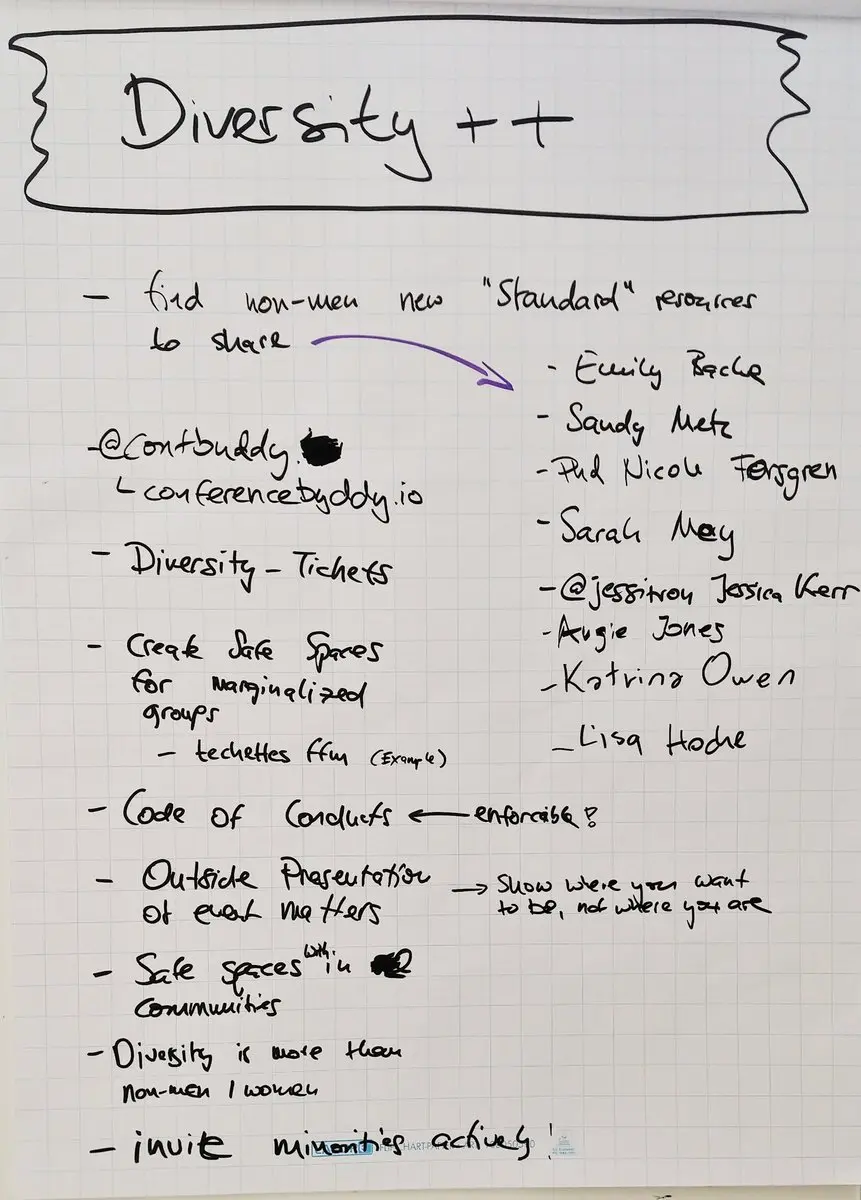 Diversity ++
- find non-men new "Standard" resources
to share
- Emily Bache
- Sandy Metz
- Phd Nicole Forsgren
- Sarah Mey
- @jessitron Jessica Kerr
- Angie Jones
- Katrina Owen
- Lisa Hoche
- @confbuddy.
conferencebyddy.io
- Diversity-Tickets
- Create Safe Spaces
for marginalized
groups
- techettes ffm (Example)
- Code of Conducts ← enforcible?
- Outside Presentation
of event matters
→ Show where you want
to be, not where you are
- Safe spaces within
communities
- Diversity is more than
non-men / women
- invite minorities actively!